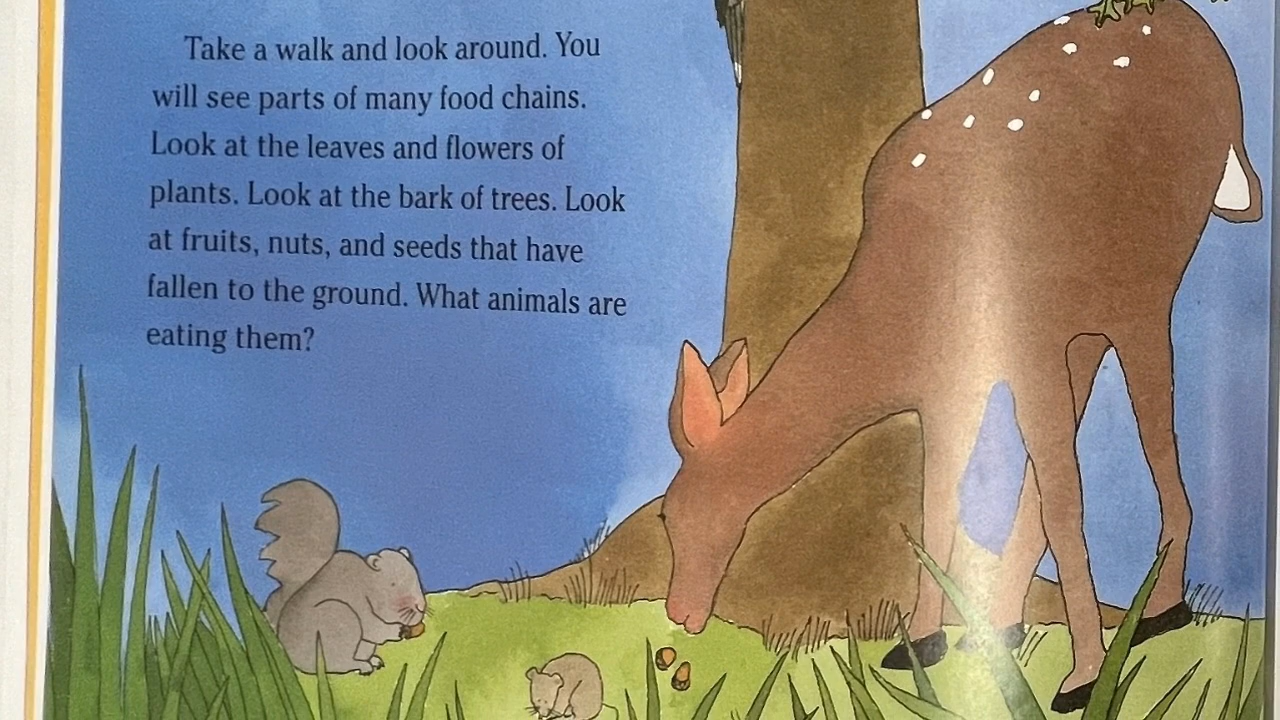 Take a walk and look around. You
will see parts of many food chains.
Look at the leaves and flowers of
plants. Look at the bark of trees. Look
at fruits, nuts, and seeds that have
fallen to the ground. What animals are
eating them?